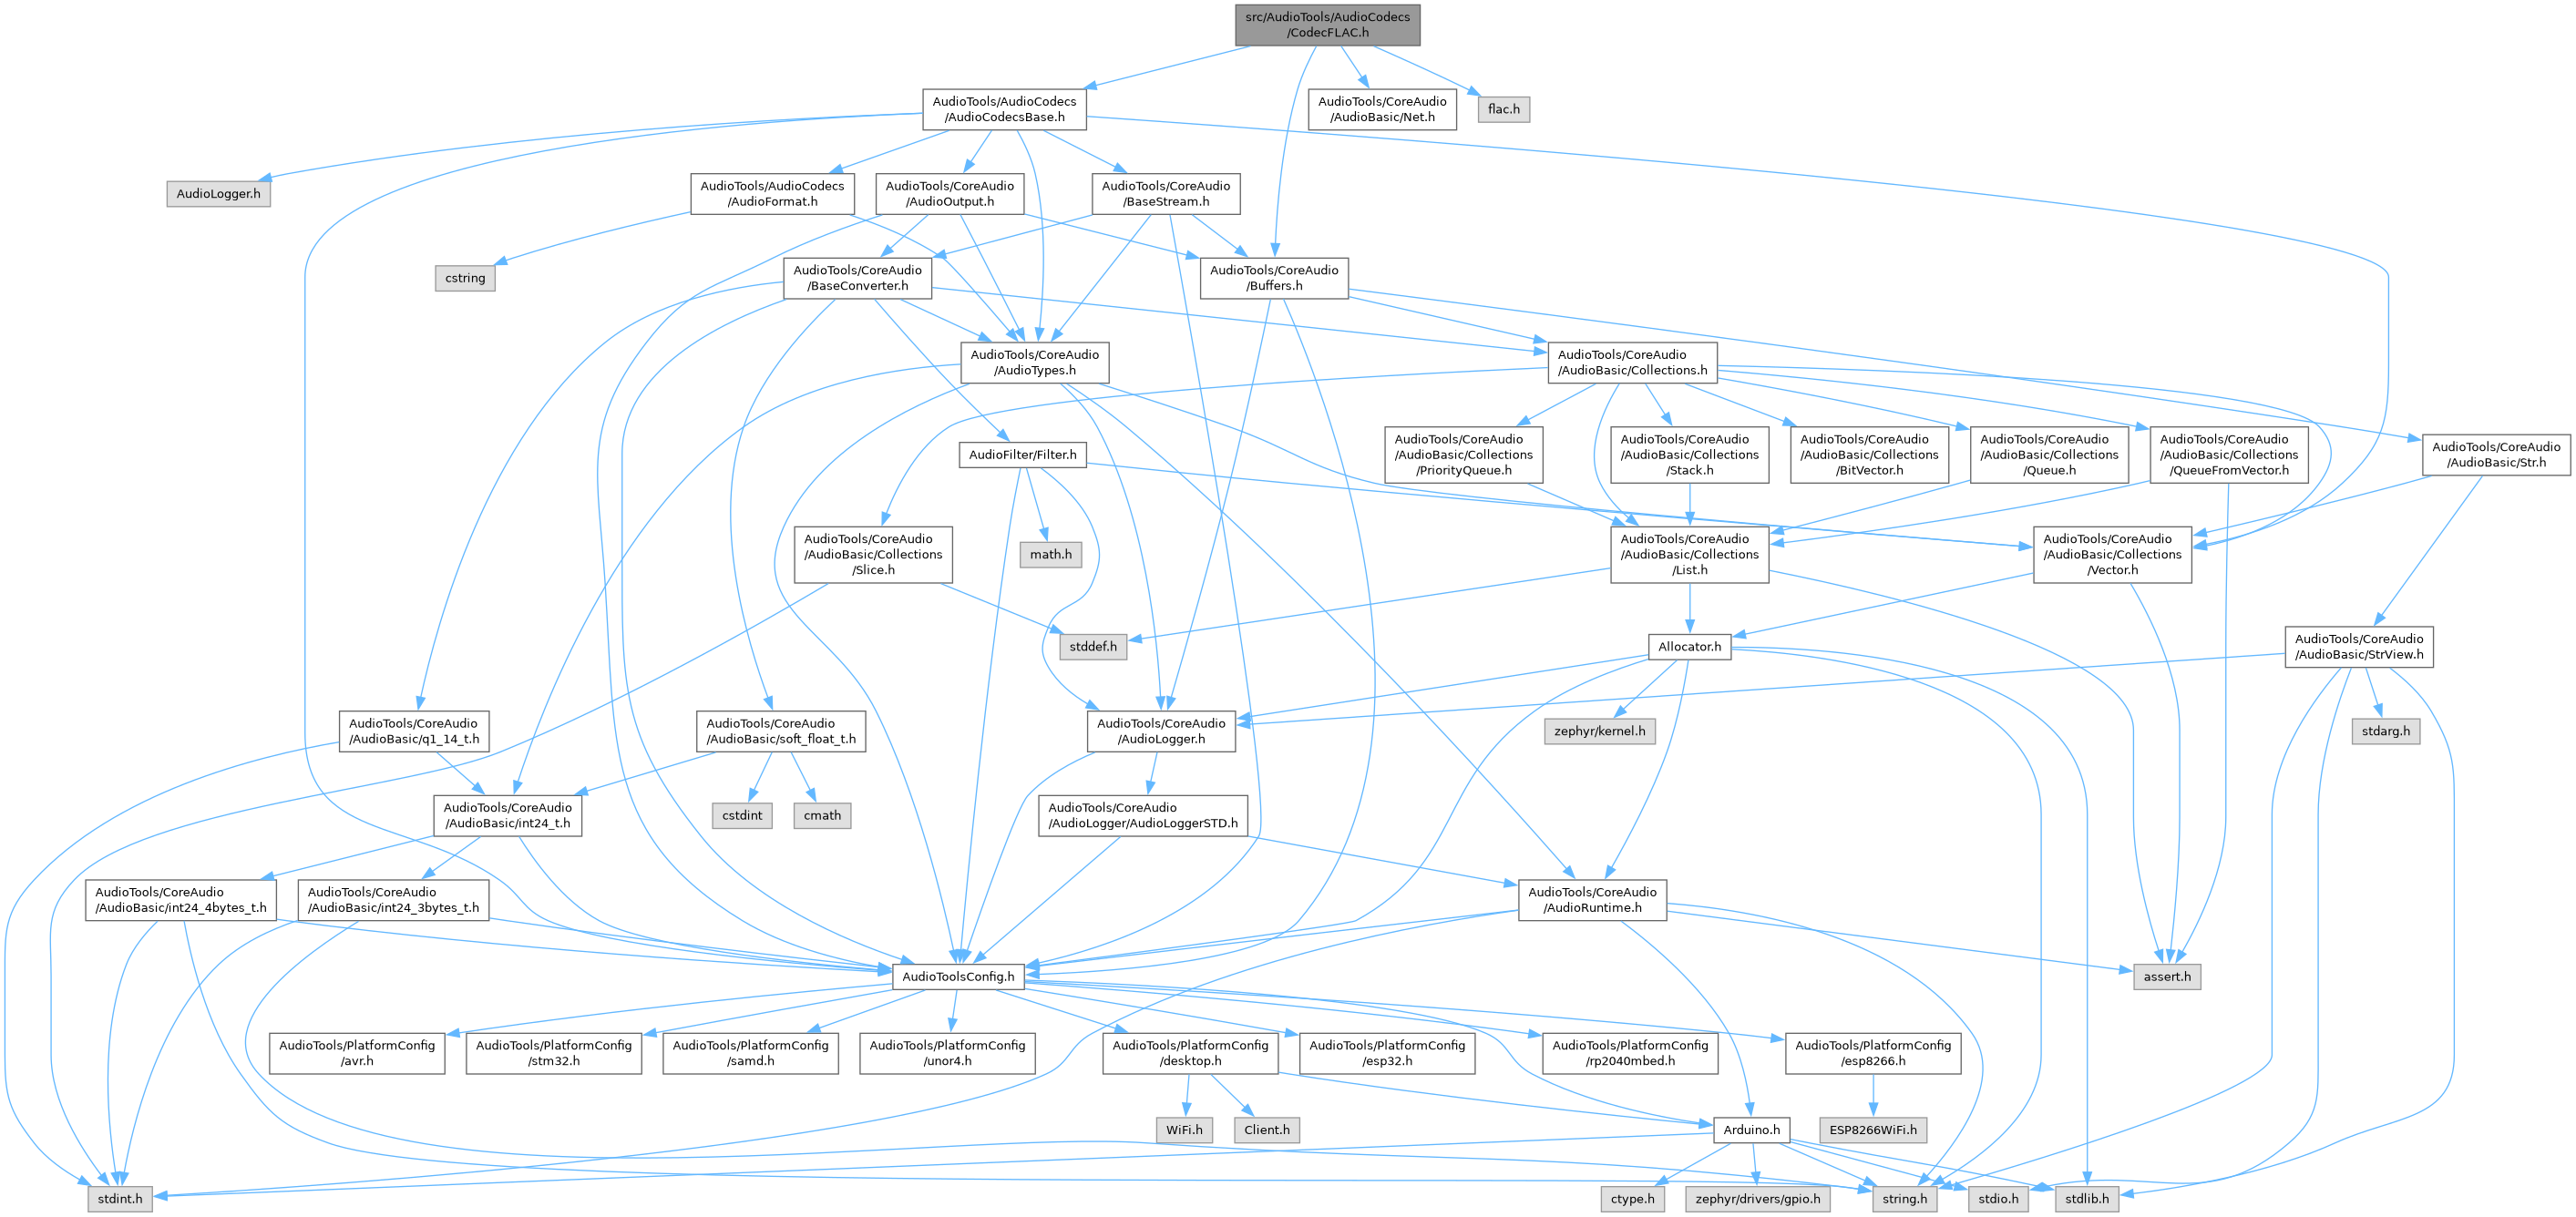 src/AudioTools/AudioCodecs
/CodecFLAC.h
AudioTools/AudioCodecs
/AudioCodecsBase.h
AudioTools/CoreAudio
/AudioBasic/Net.h
flac.h
AudioLogger.h
AudioTools/AudioCodecs
/AudioFormat.h
AudioTools/CoreAudio
/AudioOutput.h
AudioTools/CoreAudio
/BaseStream.h
cstring
AudioTools/CoreAudio
/BaseConverter.h
AudioTools/CoreAudio
/Buffers.h
AudioTools/CoreAudio
/AudioTypes.h
AudioTools/CoreAudio
/AudioBasic/Collections.h
AudioFilter/Filter.h
AudioTools/CoreAudio
/AudioBasic/Collections
/PriorityQueue.h
AudioTools/CoreAudio
/AudioBasic/Collections
/Stack.h
AudioTools/CoreAudio
/AudioBasic/Collections
/BitVector.h
AudioTools/CoreAudio
/AudioBasic/Collections
/Queue.h
AudioTools/CoreAudio
/AudioBasic/Collections
/QueueFromVector.h
AudioTools/CoreAudio
/AudioBasic/Str.h
AudioTools/CoreAudio
/AudioBasic/Collections
/Slice.h
math.h
AudioTools/CoreAudio
/AudioBasic/Collections
/List.h
AudioTools/CoreAudio
/AudioBasic/Collections
/Vector.h
stddef.h
Allocator.h
AudioTools/CoreAudio
/AudioBasic/StrView.h
AudioTools/CoreAudio
/AudioBasic/q1_14_t.h
AudioTools/CoreAudio
/AudioBasic/soft_float_t.h
AudioTools/CoreAudio
/AudioLogger.h
zephyr/kernel.h
stdarg.h
AudioTools/CoreAudio
/AudioBasic/int24_t.h
cstdint
cmath
AudioTools/CoreAudio
/AudioLogger/AudioLoggerSTD.h
AudioTools/CoreAudio
/AudioBasic/int24_4bytes_t.h
AudioTools/CoreAudio
/AudioBasic/int24_3bytes_t.h
AudioTools/CoreAudio
/AudioRuntime.h
AudioToolsConfig.h
assert.h
AudioTools/PlatformConfig
/avr.h
AudioTools/PlatformConfig
/stm32.h
AudioTools/PlatformConfig
/samd.h
AudioTools/PlatformConfig
/unor4.h
AudioTools/PlatformConfig
/desktop.h
AudioTools/PlatformConfig
/esp32.h
AudioTools/PlatformConfig
/rp2040mbed.h
AudioTools/PlatformConfig
/esp8266.h
WiFi.h
Client.h
Arduino.h
ESP8266WiFi.h
stdint.h
ctype.h
zephyr/drivers/gpio.h
string.h
stdio.h
stdlib.h